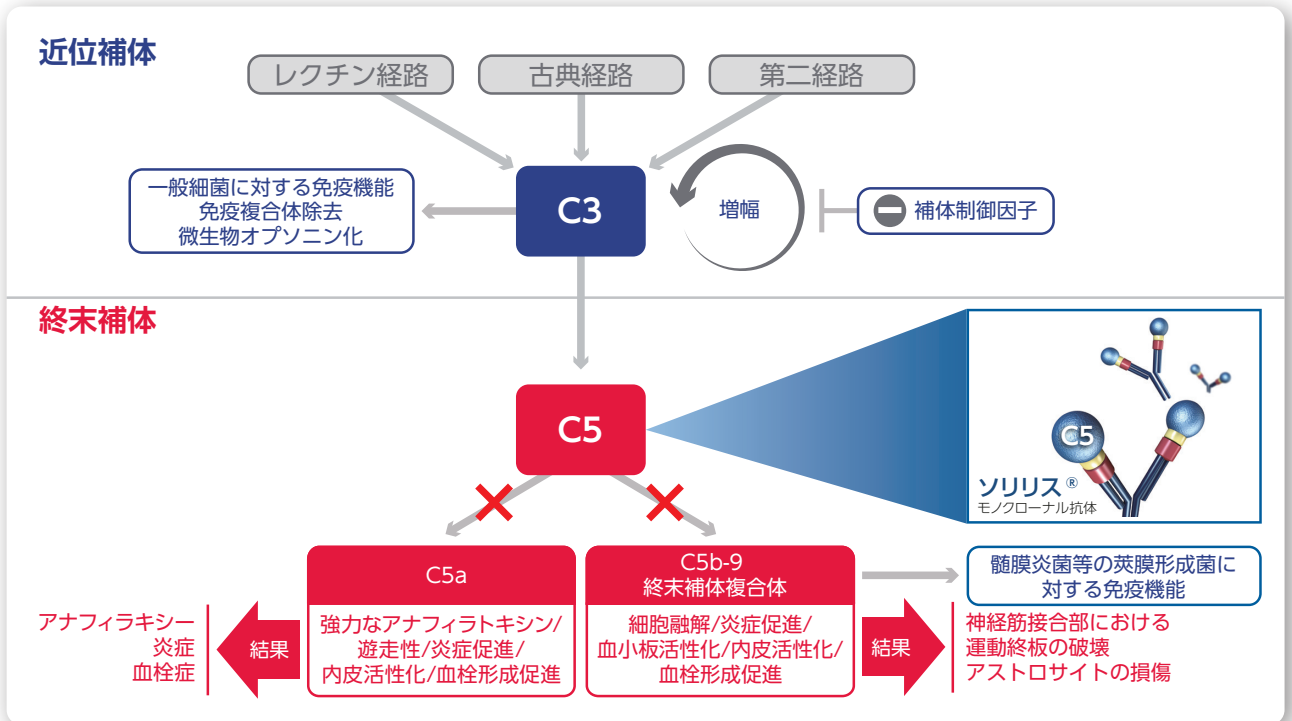 近位補体
レクチン経路
古典経路
第二経路
一般細菌に対する免疫機能
免疫複合体除去
微生物オプソニン化
C3
増幅
補体制御因子
終末補体
C5
C5
ソリリス®
モノクローナル抗体
C5a
強力なアナフィラトキシン/
遊走性/炎症促進/
内皮活性化/血栓形成促進
C5b-9
終末補体複合体
細胞融解/炎症促進/
血小板活性化/内皮活性化/
血栓形成促進
髄膜炎菌等の莢膜形成菌に
対する免疫機能
アナフィラキシー
炎症
血栓症
結果
結果
神経筋接合部における
運動終板の破壊
アストロサイトの損傷